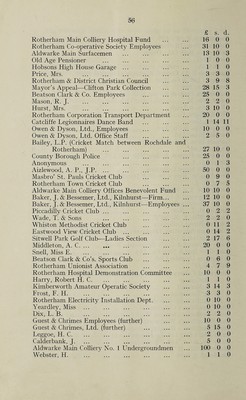 56
£ s. d.
Rotherham Main Colliery Hospital Fund ... ... 16 0 0
Rotherham Co-operative Society Employees ... ... 31 10 0
Aldwarke Main Surfacemen ... ... ... 13 10 3
Old Age Pensioner ... ... ... ... 1 0 0
Hobsons High House Garage ... ... ... 1 1 0
Price, Mrs. ... ... ... ... 3 3 0
Rotherham & District Christian Council ... ... 3 9 8
Mayor's Appeal—Clifton Park Collection ... ... 28 15 3
Beatson Clark & Co. Employees ... ... ... 25 0 0
Mason, R. J. ... ... ... ... 2 2 0
Hurst, Mrs. ... ... ... ... 3 10 0
Rotherham Corporation Transport Department ... 20 0 0
Cutcliffe Legionnaires Dance Band ... ... 1 14 11
Owen & Dyson, Ltd., Employees ... ... ... 10 0 0
Owen & Dyson, Ltd. Office Staff ... ... ... 2 5 0
Bailey, L.P. (Cricket Match between Rochdale and
Rotherham) ... ... ... ... 27 10 0
County Borough Police ... ... ... ... 25 0 0
Anonymous ... ... ... ... 0 1 3
Aizlewood, A. P., J.P. ... ... ... ... 50 0 0
Masbro' St. Pauls Cricket Club ... ... ... 0 9 0
Rotherham Town Cricket Club ... ... ... 0 7 5
Aldwarke Main Colliery Offices Benevolent Fund ... 10 10 0
Baker, J. & Bessemer, Ltd., Kilnhurst—Firm... ... 12 10 0
Baker, J. & Bessemer, Ltd., Kilnhurst—Employees ... 37 10 0
Piccadilly Cricket Club ... ... ... ... 0 2 2
Wade, T. & Sons ... ... ... ... 2 2 0
Whiston Methodist Cricket Club ... ... ... 0 11 2
Eastwood View Cricket Club ... ... ... 0 14 2
Sitwell Park Golf Club—Ladies Section ... ... 2 17 6
Middleton, A. C. ... ... ... ... 20 0 0
Snell, Miss E. ... ... ... ... 1 1 0
Beatson Clark & Co's. Sports Club ... ... 0 6 0
Rotherham Unionist Association ... ... ... 4 7 9
Rotherham Hospital Demonstration Committee ... 10 0 0
Harry, Robert H. C. ... ... ... ... 1 1 0
Kimberworth Amateur Operatic Society ... ... 3 14 3
Frost, F. H. ... ... ... ... 3 3 0
Rotherham Electricity Installation Dept. ... ... 0 10 0
Yeardley, Miss ... ... ... ... 0 10 0
Dix, L. B. ... ... ... ... 2 2 0
Guest & Chrimes Employees (further) ... ... 10 0 0
Guest & Chrimes, Ltd. (further) ... ... ... 5 15 0
Leggoe, H. C. ... ... ... ... 2 0 0
Calderbank, J. ... ... ... ... 5 0 0
Aldwarke Main Colliery No. 1 Undergroundmen ... 100 0 0
Webster, H. ... ... ... ... 1 1 0